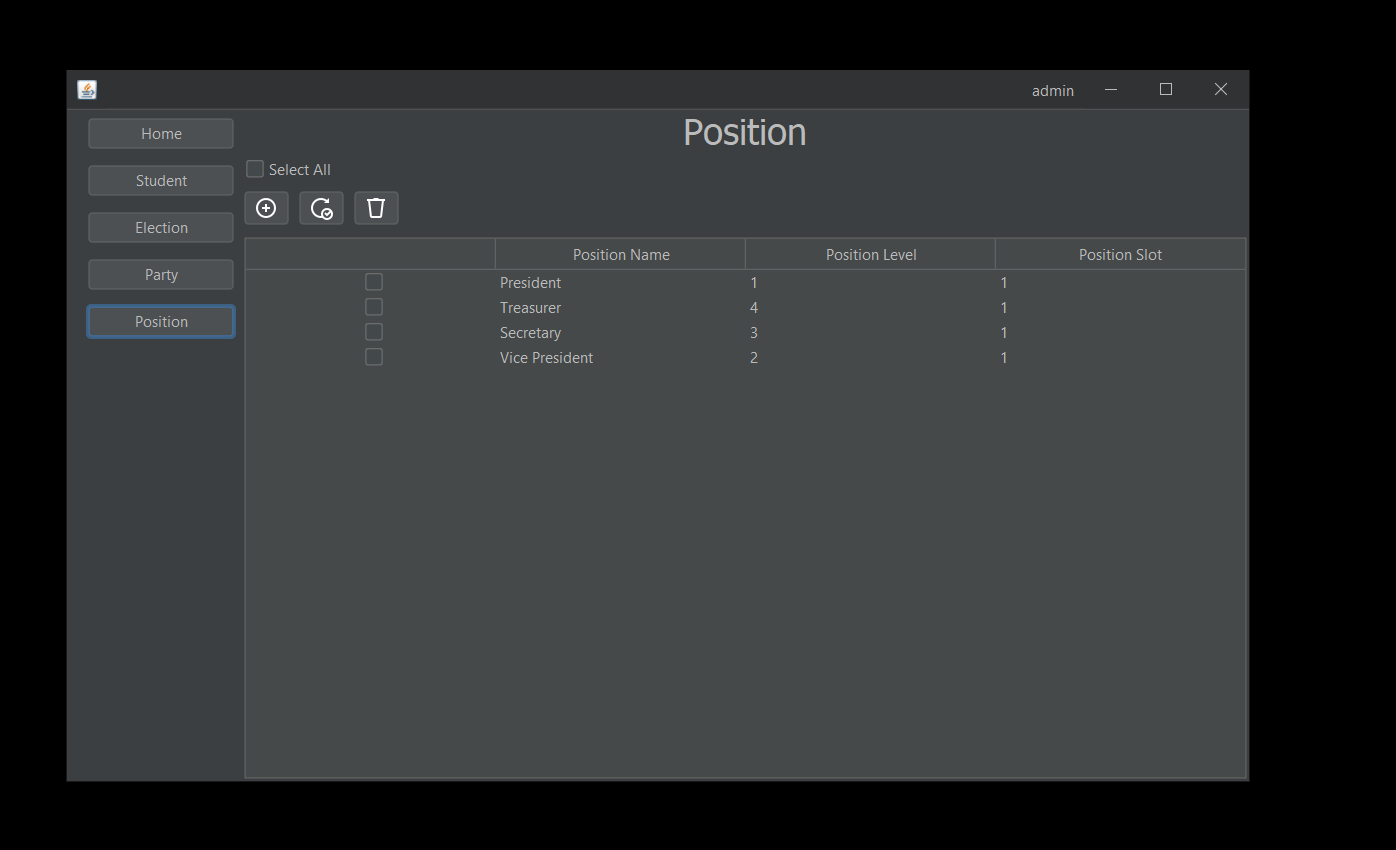 admin
Home
Position
Select All
Student
Election
Party
Position
Position Name Position Level Position Slot
President 1 1
Treasurer 4 1
Secretary 3 1
Vice President 2 1